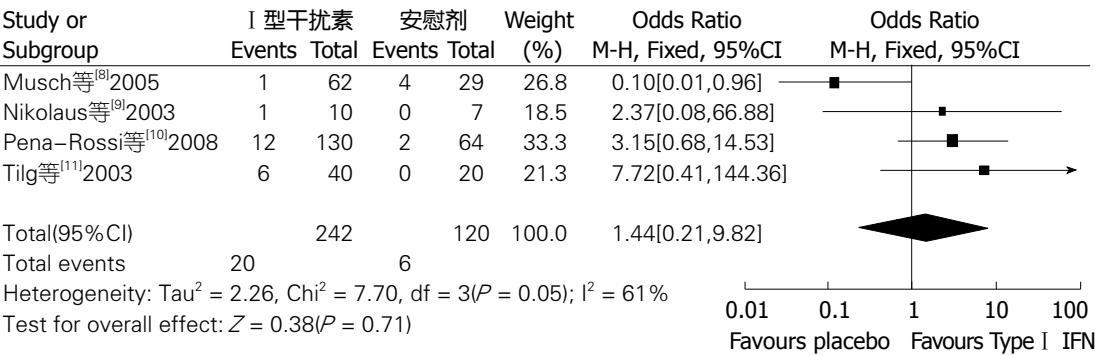 Study or Ⅰ 型干扰素 安慰剂 Weight Odds Ratio Odds Ratio
Subgroup Events Total Events Total (%) M-H, Fixed, 95%CI M-H, Fixed, 95%CI
Musch等[8]2005 1 62 4 29 26.8 0.10[0.01,0.96]
Nikolaus等[9]2003 1 10 0 7 18.5 2.37[0.08,66.88]
Pena-Rossi等[10]2008 12 130 2 64 33.3 3.15[0.68,14.53]
Tilg等[11]2003 6 40 0 20 21.3 7.72[0.41,144.36]
Total(95%CI) 242 120 100.0 1.44[0.21,9.82]
Total events 20 6
Heterogeneity: Tau² = 2.26, Chi² = 7.70, df = 3(P = 0.05); I² = 61%
Test for overall effect: Z = 0.38(P = 0.71)
0.01 0.1 1 10 100
Favours placebo Favours Type Ⅰ IFN